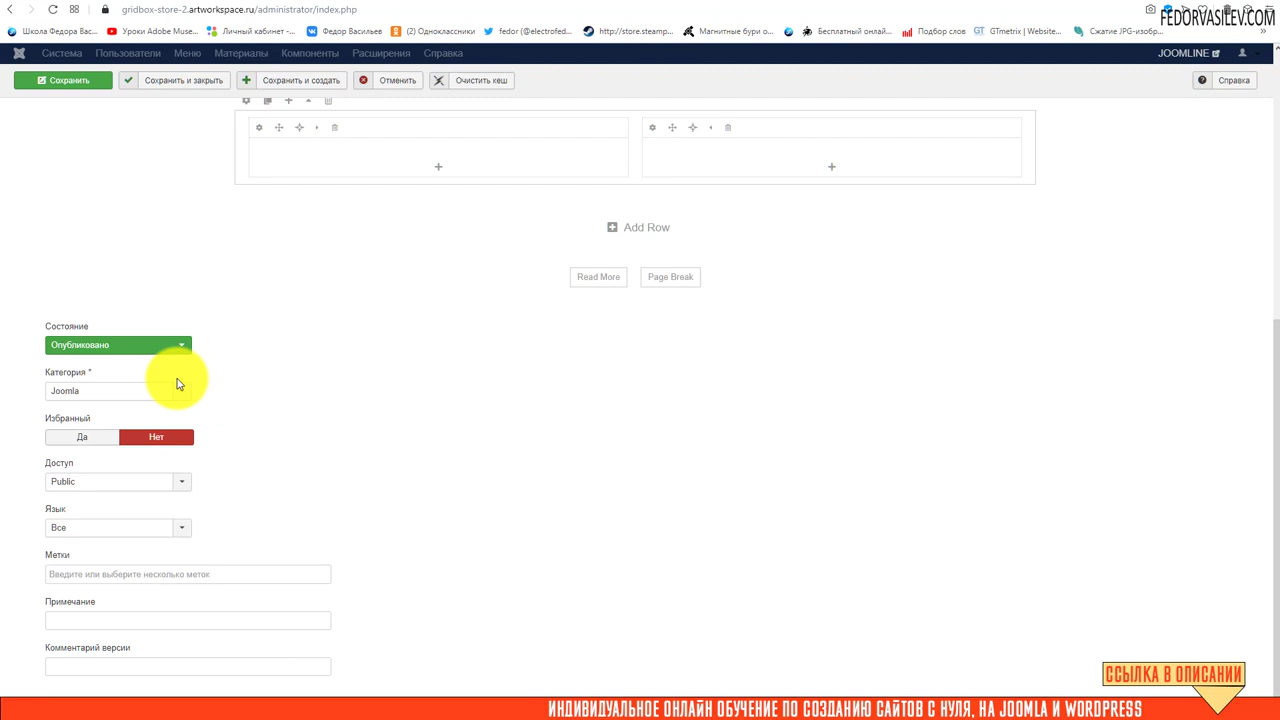 gridbox-store-2.artworkspace.ru/administrator/index.php
FEDORVASILEV.COM
Школа Федора Вас... Уроки Adobe Muse... Личный кабинет -... Федор Васильев (2) Одноклассники fedor (@electrofed... http://store.steamp... Магнитные буры о... Бесплатный онлай... Подбор слов GTmetrix | Website... Сжатие JPG-изобр...
Система Пользователи Меню Материалы Компоненты Расширения Справка JOOMLINE
Сохранить Сохранить и закрыть Сохранить и создать Отменить Очистить кеш Справка
Add Row
Read More Page Break
Состояние
Опубликовано
Категория *
Joomla
Избранный
Да Нет
Доступ
Public
Язык
Все
Метки
Введите или выберите несколько меток
Примечание
Комментарий версии
ССЫЛКА В ОПИСАНИИ
ИНДИВИДУАЛЬНОЕ ОНЛАЙН ОБУЧЕНИЕ ПО СОЗДАНИЮ САЙТОВ С НУЛЯ, НА JOOMLA И WORDPRESS